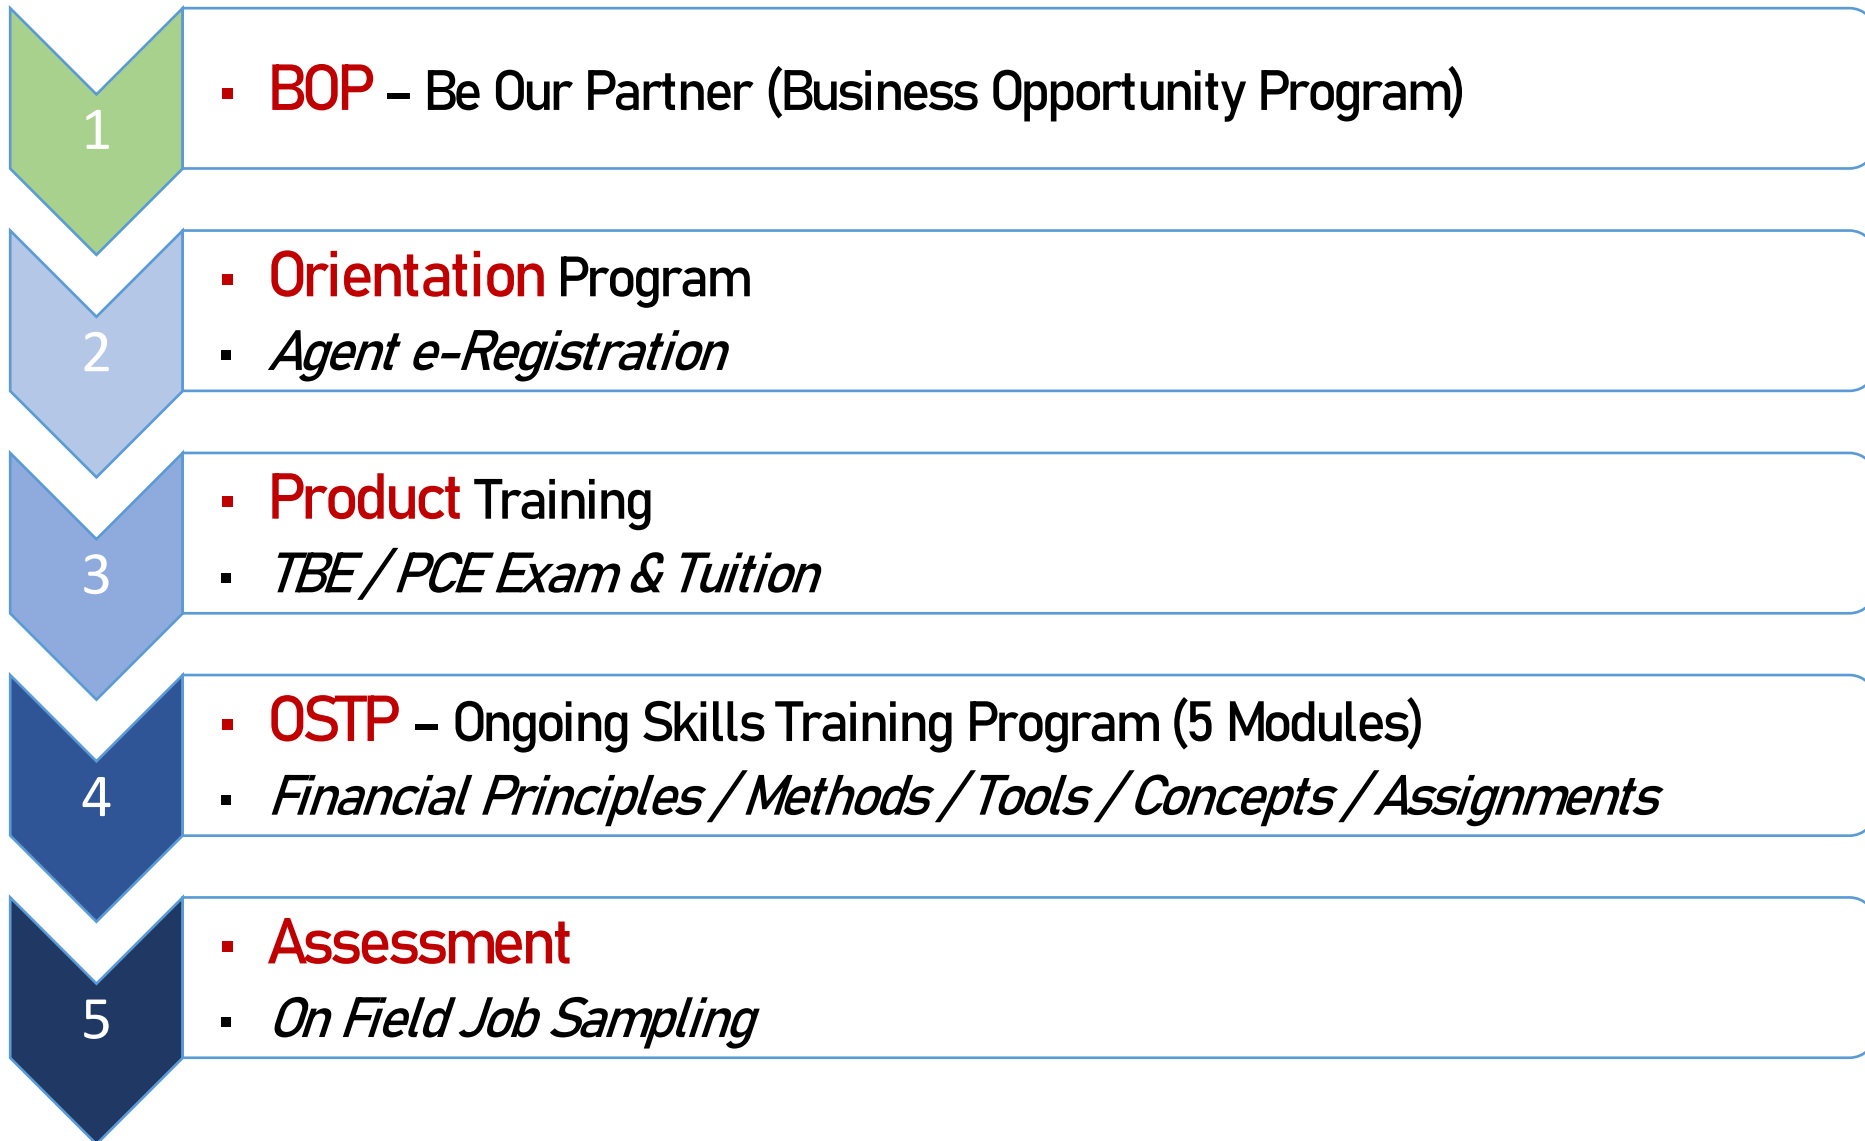 1
▪ BOP – Be Our Partner (Business Opportunity Program)
2
▪ Orientation Program
▪ Agent e-Registration
3
▪ Product Training
▪ TBE / PCE Exam & Tuition
4
▪ OSTP – Ongoing Skills Training Program (5 Modules)
▪ Financial Principles / Methods / Tools / Concepts / Assignments
5
▪ Assessment
▪ On Field Job Sampling